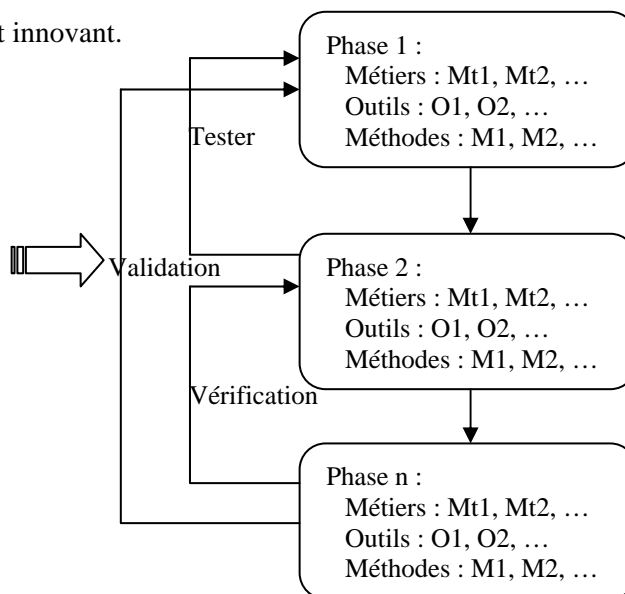 t innovant.
Phase 1 :
Métiers : Mt1, Mt2, …
Outils : O1, O2, …
Méthodes : M1, M2, …
Tester
Validation
Phase 2 :
Métiers : Mt1, Mt2, …
Outils : O1, O2, …
Méthodes : M1, M2, …
Vérification
Phase n :
Métiers : Mt1, Mt2, …
Outils : O1, O2, …
Méthodes : M1, M2, …